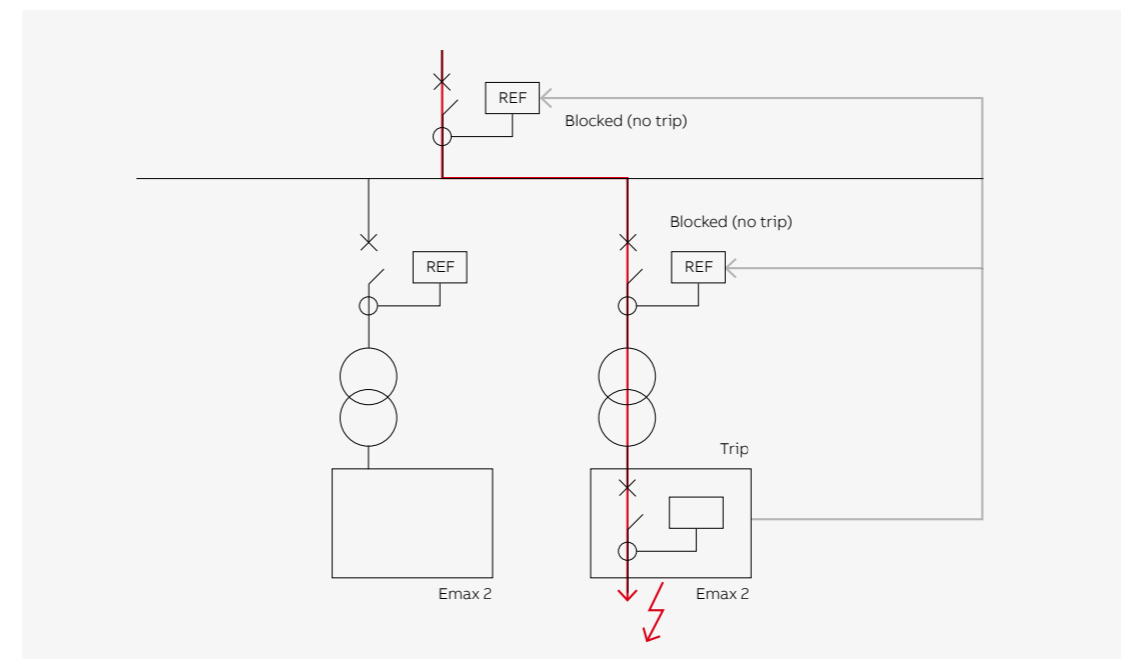 REF
Blocked (no trip)
Blocked (no trip)
REF
REF
Trip
Emax 2
Emax 2